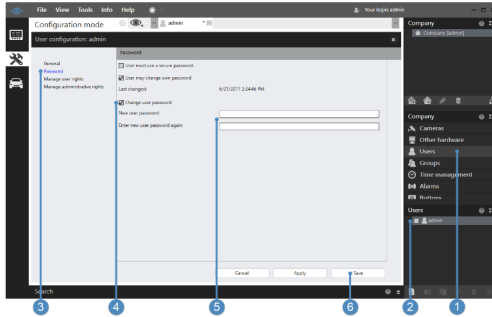 File View Tools Info Help
Your login admin
Configuration mode
admin
Company
Company [admin]
User configuration: admin
General
Password
Manage user rights
Manage administrative rights
Password
User must use a secure password
User may change own password
Last changed:
6/21/2017 2:24:46 PM
Change user password
New user password:
Enter new user password again:
Cancel
Apply
Save
Company
Cameras
Other hardware
Users
Groups
Time management
Alarms
Buttons
Users
admin
Search
3
4
5
6
2
1